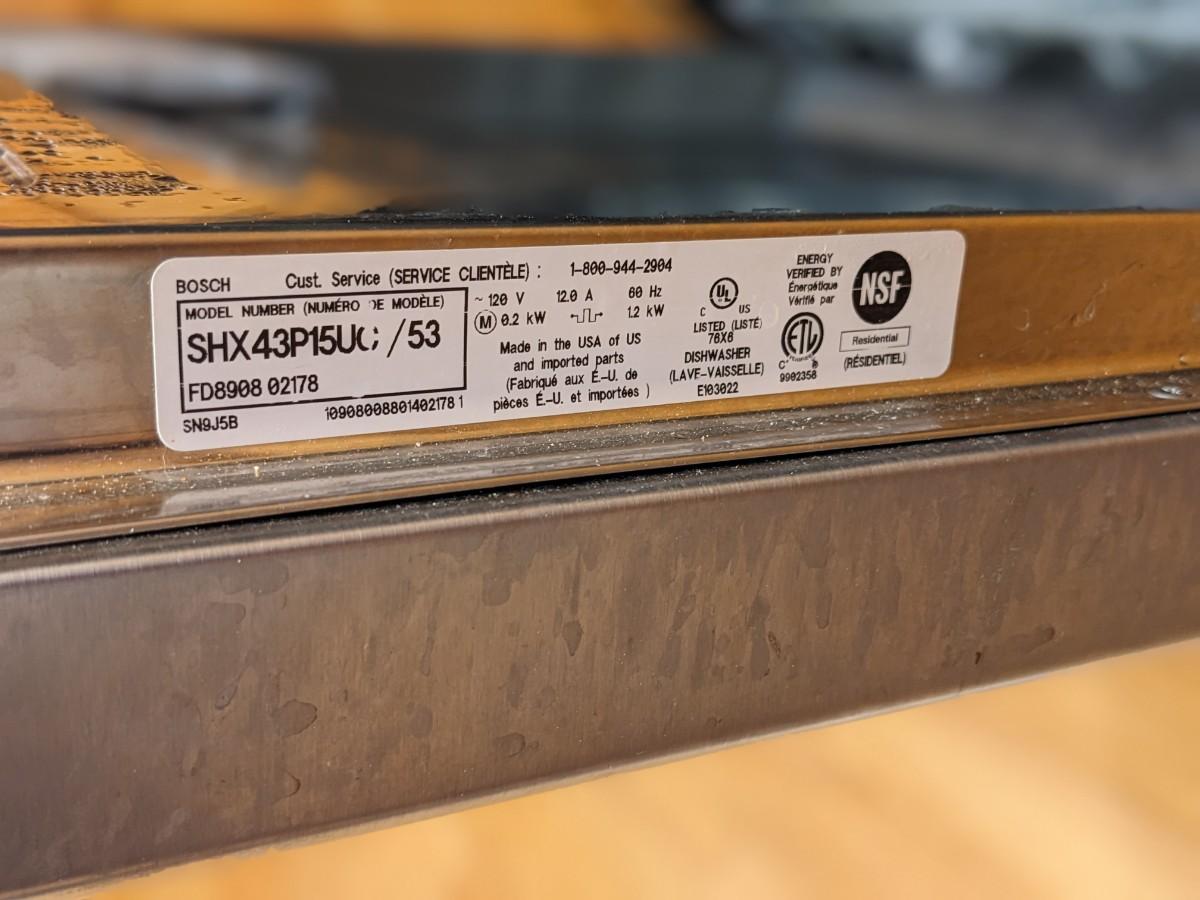 BOSCH Cust. Service (SERVICE CLIENTÈLE) : 1-800-944-2904
MODEL NUMBER (NUMÉRO DE MODÈLE)
SHX43P15UC /53
FD8908 02178
SN9J5B 109080088014021781
~ 120 V 12.0 A 60 Hz
M 0.2 kW 1.2 kW
Made in the USA of US
and imported parts
(Fabriqué aux É.-U. de
pièces É.-U. et importées )
UL
C US
LISTED (LISTÉ)
76X6
DISHWASHER
(LAVE-VAISSELLE)
E103022
ENERGY
VERIFIED BY
Énergétique
Vérifié par
ETL
C
9902358
NSF
Residential
(RÉSIDENTIEL)